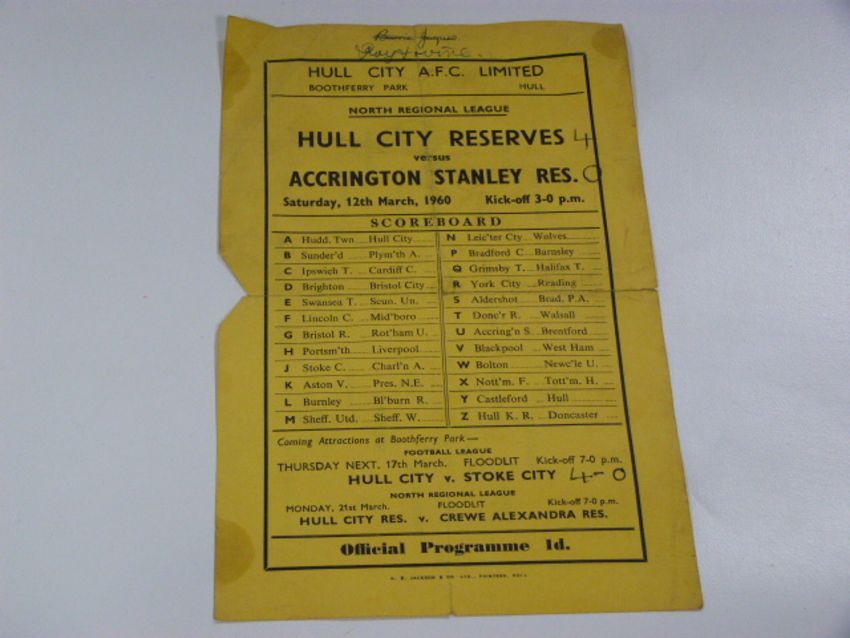 HULL CITY A.F.C. LIMITED
BOOTHFERRY PARK HULL
NORTH REGIONAL LEAGUE
HULL CITY RESERVES 4
versus
ACCRINGTON STANLEY RES. 0
Saturday, 12th March, 1960 Kick-off 3-0 p.m.
SCOREBOARD
A Hudd. Twn Hull City N Leic'ter Cty Wolves
B Sunder'd Plym'th A. P Bradford C Barnsley
C Ipswich T. Cardiff C. Q Grimsby T. Halifax T.
D Brighton Bristol City R York City Reading
E Swansea T. Scun. Un. S Aldershot Brad. P.A.
F Lincoln C. Mid'boro T Donc'r R. Walsall
G Bristol R. Rot'ham U. U Accring'n S. Brentford
H Portsm'th Liverpool V Blackpool West Ham
J Stoke C. Charl'n A. W Bolton Newc'le U.
K Aston V. Pres. N.E. X Nott'm. F. Tott'm. H.
L Burnley Bl'burn R. Y Castleford Hull
M Sheff. Utd. Sheff. W. Z Hull K. R. Doncaster
Coming Attractions at Boothferry Park—
FOOTBALL LEAGUE
THURSDAY NEXT, 17th March. FLOODLIT Kick-off 7-0 p.m.
HULL CITY v. STOKE CITY 4-0
NORTH REGIONAL LEAGUE
MONDAY, 21st March. FLOODLIT Kick-off 7-0 p.m.
HULL CITY RES. v. CREWE ALEXANDRA RES.
Official Programme 1d.
JACKSON & CO. LTD., PRINTERS, HULL